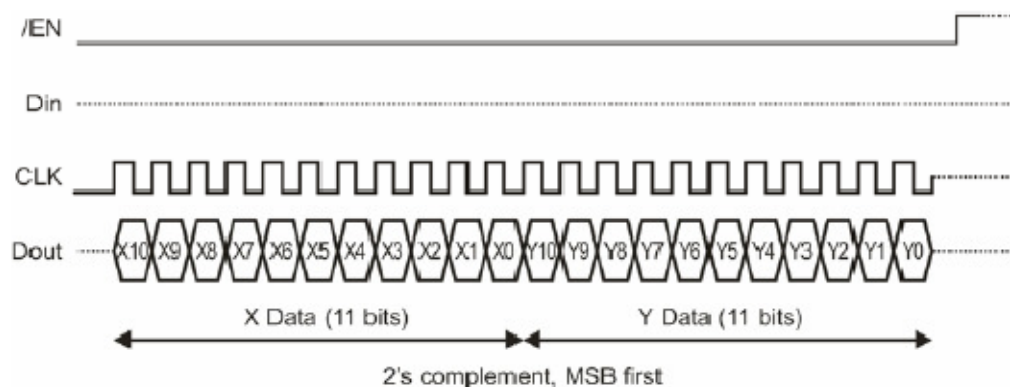 /EN
Din
CLK
Dout X10 X9 X8 X7 X6 X5 X4 X3 X2 X1 X0 Y10 Y9 Y8 Y7 Y6 Y5 Y4 Y3 Y2 Y1 Y0
X Data (11 bits) Y Data (11 bits)
2's complement, MSB first